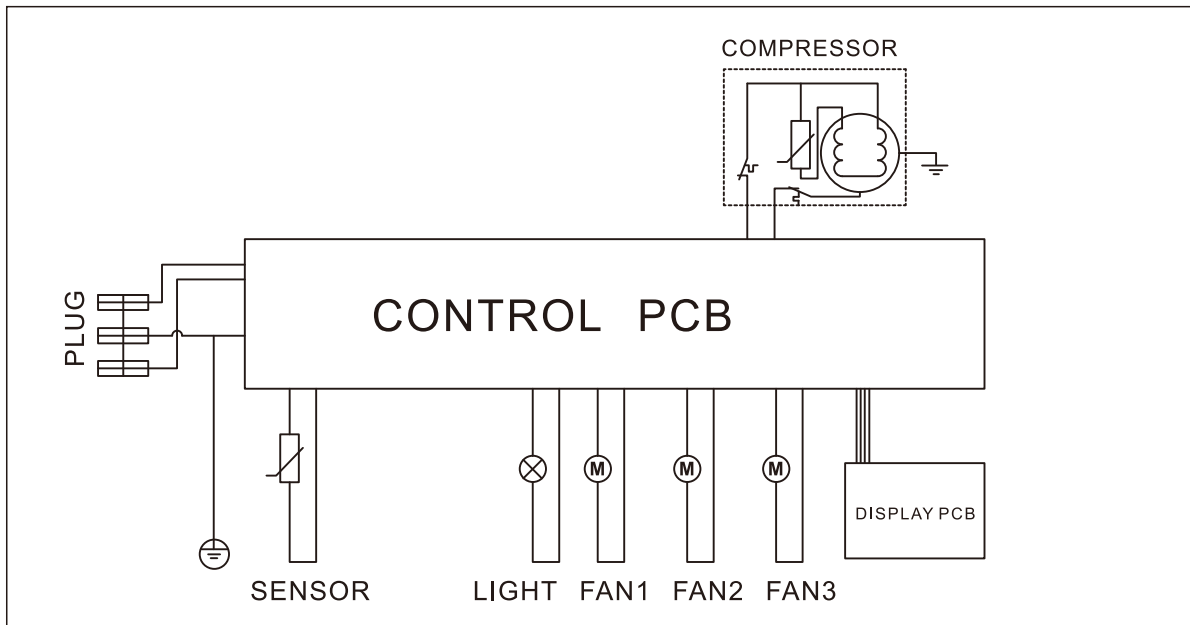 COMPRESSOR
PLUG
CONTROL PCB
M
M
M
DISPLAY PCB
SENSOR
LIGHT
FAN1
FAN2
FAN3